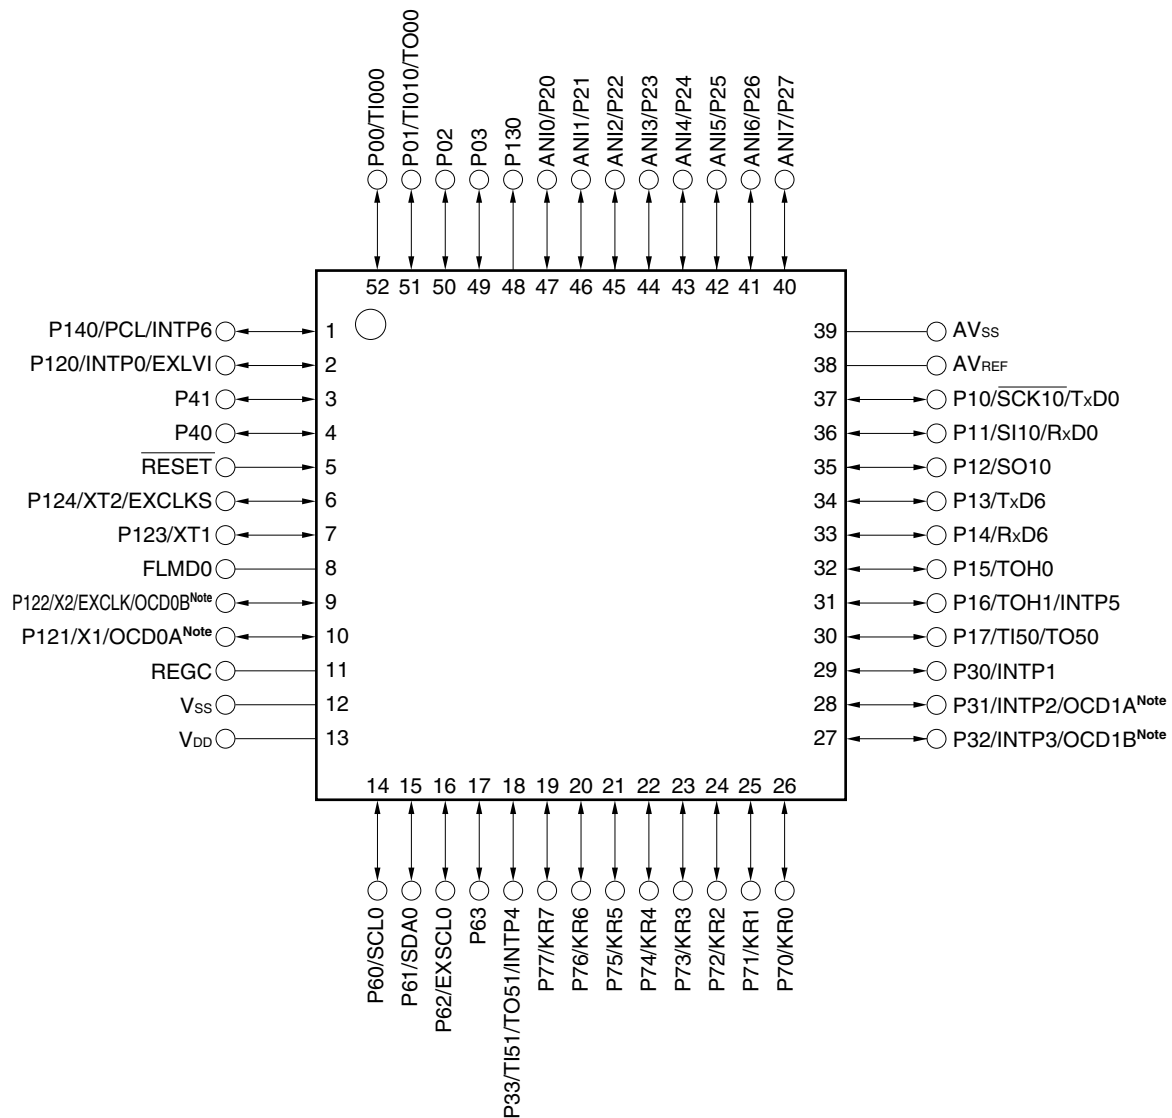 P00/TI000
P01/TI010/TO00
P02
P03
P130
ANI0/P20
ANI1/P21
ANI2/P22
ANI3/P23
ANI4/P24
ANI5/P25
ANI6/P26
ANI7/P27
52 51 50 49 48 47 46 45 44 43 42 41 40
P140/PCL/INTP6 1
P120/INTP0/EXLVI 2
P41 3
P40 4
RESET 5
P124/XT2/EXCLKS 6
P123/XT1 7
FLMD0 8
P122/X2/EXCLK/OCD0BNote 9
P121/X1/OCD0ANote 10
REGC 11
VSS 12
VDD 13
39 AVSS
38 AVREF
37 P10/SCK10/TxD0
36 P11/SI10/RxD0
35 P12/SO10
34 P13/TxD6
33 P14/RxD6
32 P15/TOH0
31 P16/TOH1/INTP5
30 P17/TI50/TO50
29 P30/INTP1
28 P31/INTP2/OCD1ANote
27 P32/INTP3/OCD1BNote
14 15 16 17 18 19 20 21 22 23 24 25 26
P60/SCL0
P61/SDA0
P62/EXSCL0
P63
P33/TI51/TO51/INTP4
P77/KR7
P76/KR6
P75/KR5
P74/KR4
P73/KR3
P72/KR2
P71/KR1
P70/KR0